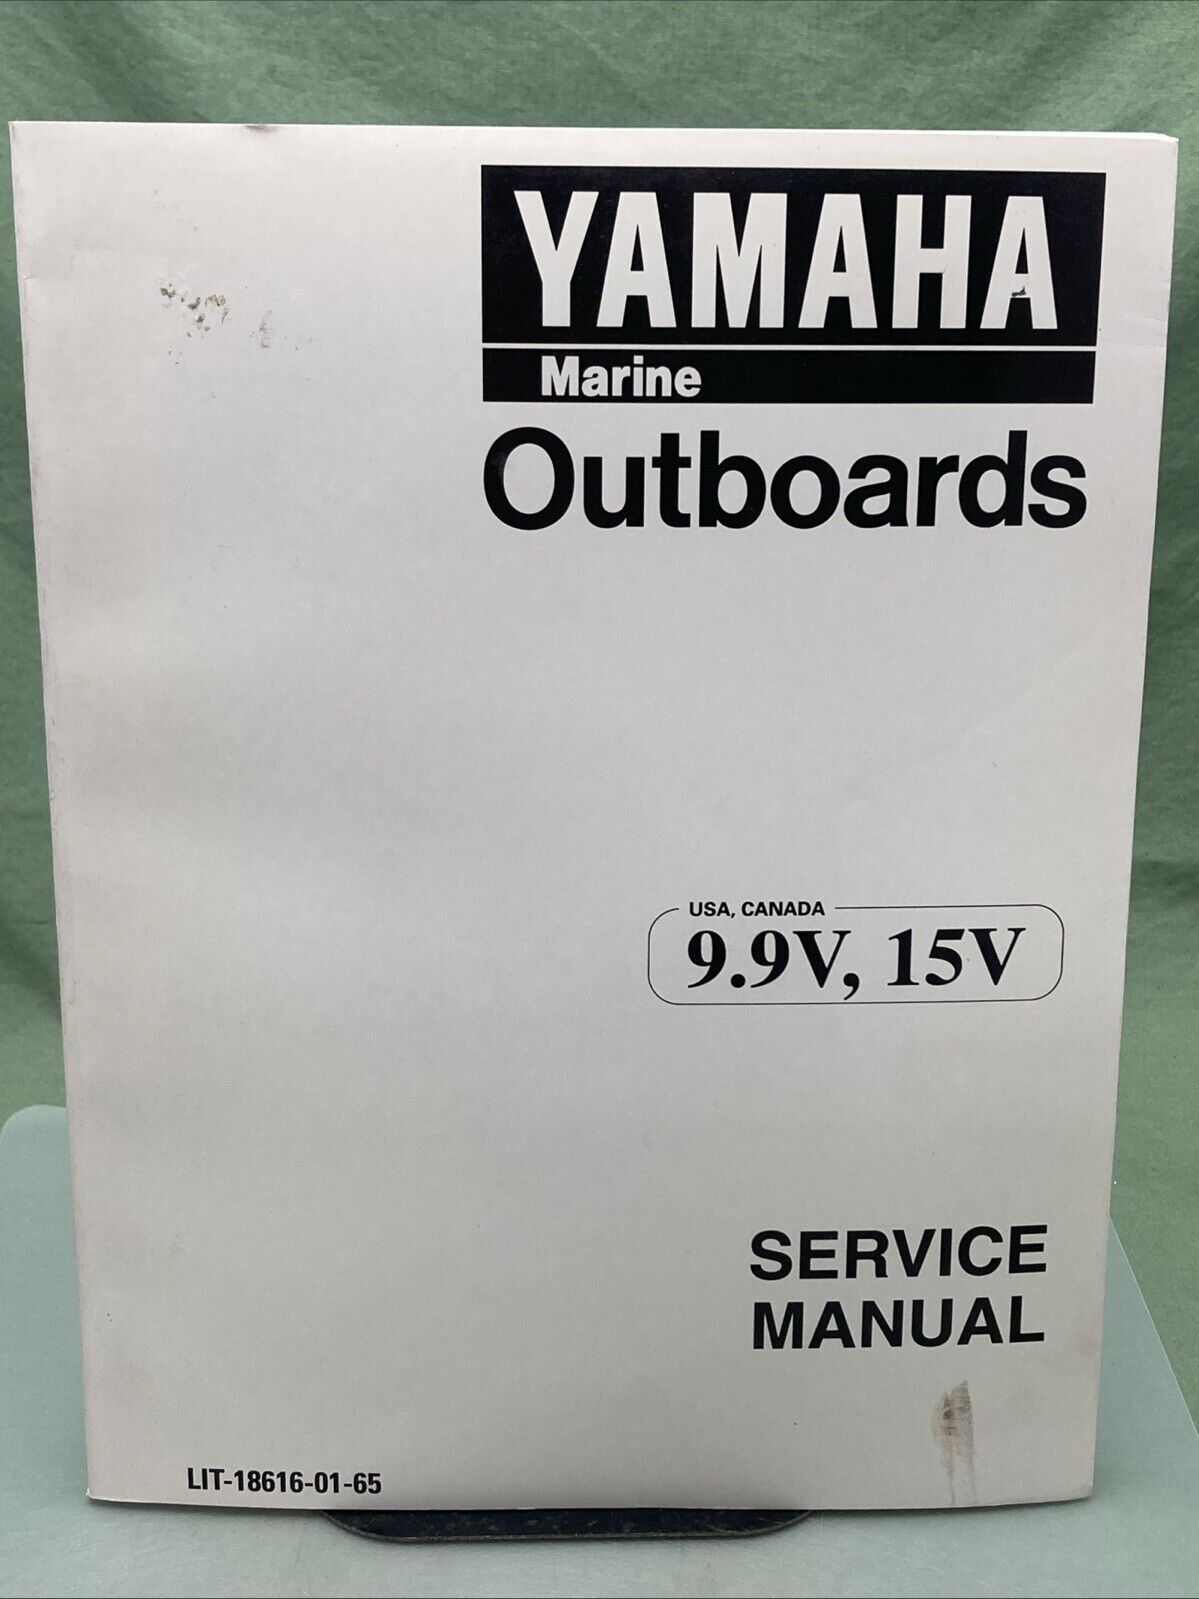 YAMAHA
Marine
Outboards
USA, CANADA
9.9V, 15V
SERVICE
MANUAL
LIT-18616-01-65